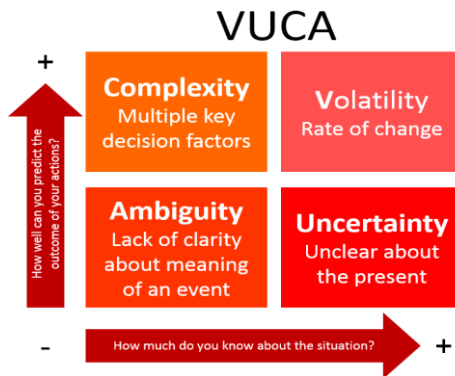 VUCA
+
How well can you predict the
outcome of your actions?
Complexity
Multiple key
decision factors
Volatility
Rate of change
Ambiguity
Lack of clarity
about meaning
of an event
Uncertainty
Unclear about
the present
-
How much do you know about the situation?
+